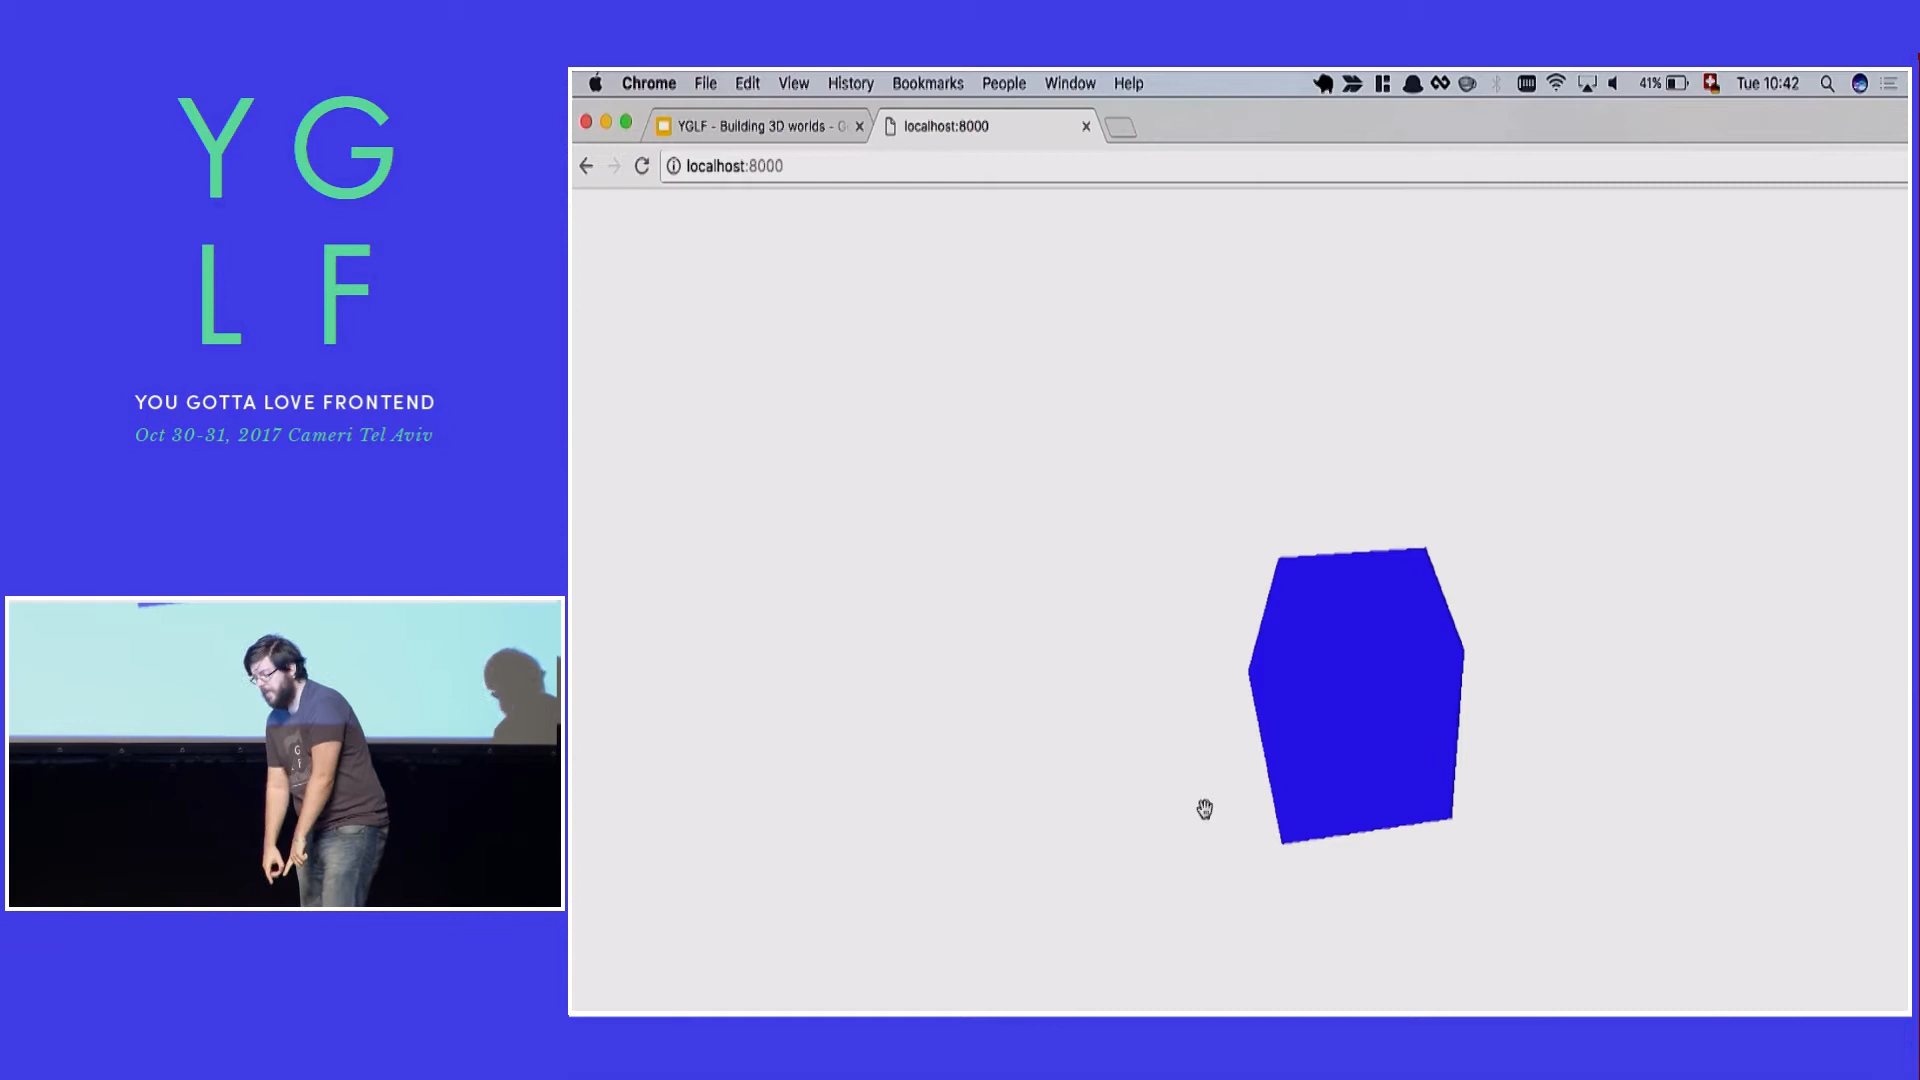 Y G
L F
YOU GOTTA LOVE FRONTEND
Oct 30-31, 2017 Cameri Tel Aviv
Chrome File Edit View History Bookmarks People Window Help 41% Tue 10:42
YGLF - Building 3D worlds - G localhost:8000
localhost:8000
G
L F